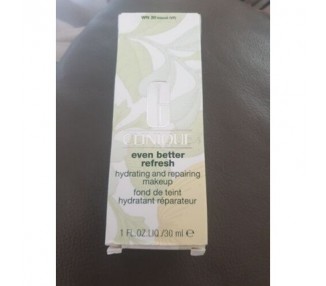 CLINIQUE
even better
refresh
hydrating and repairing
makeup
fond de teint
hydratant réparateur
1 FL.OZ.LIQ./30 ml e